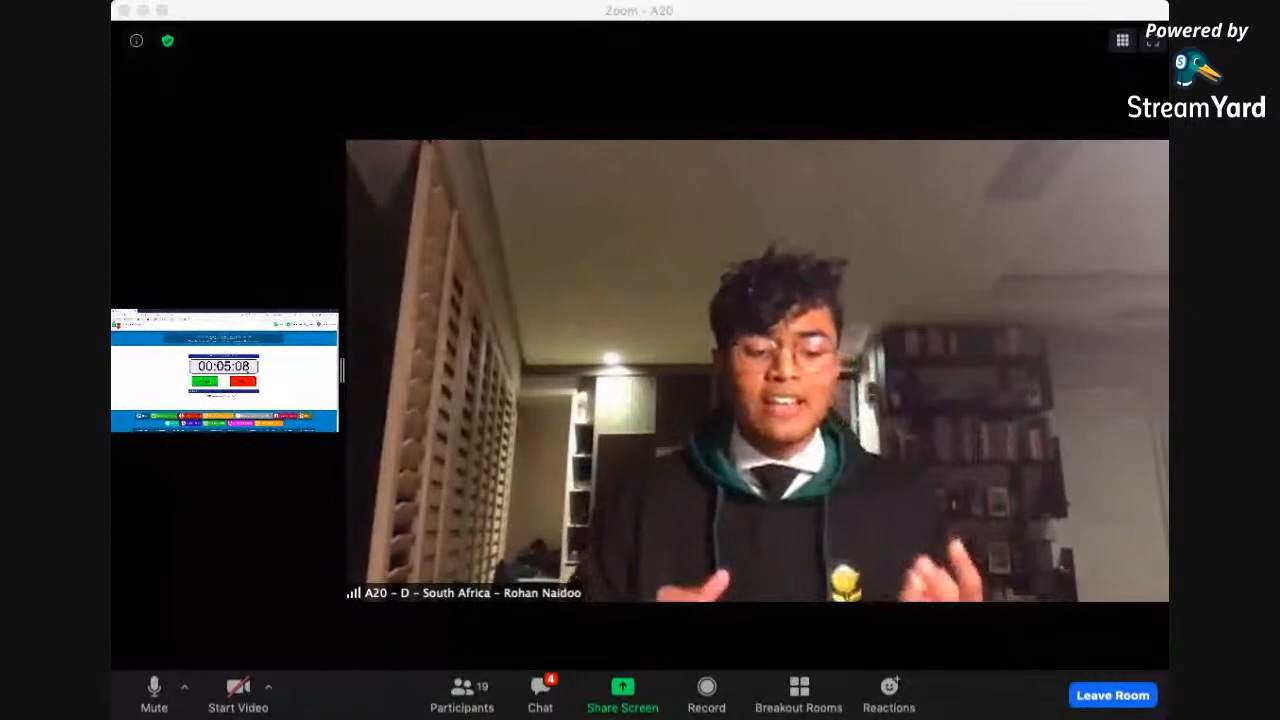 Zoom - A20
Powered by
StreamYard
00:05:08
A20 - D - South Africa - Rohan Naidoo
Mute
Start Video
Participants
19
Chat
4
Share Screen
Record
Breakout Rooms
Reactions
Leave Room